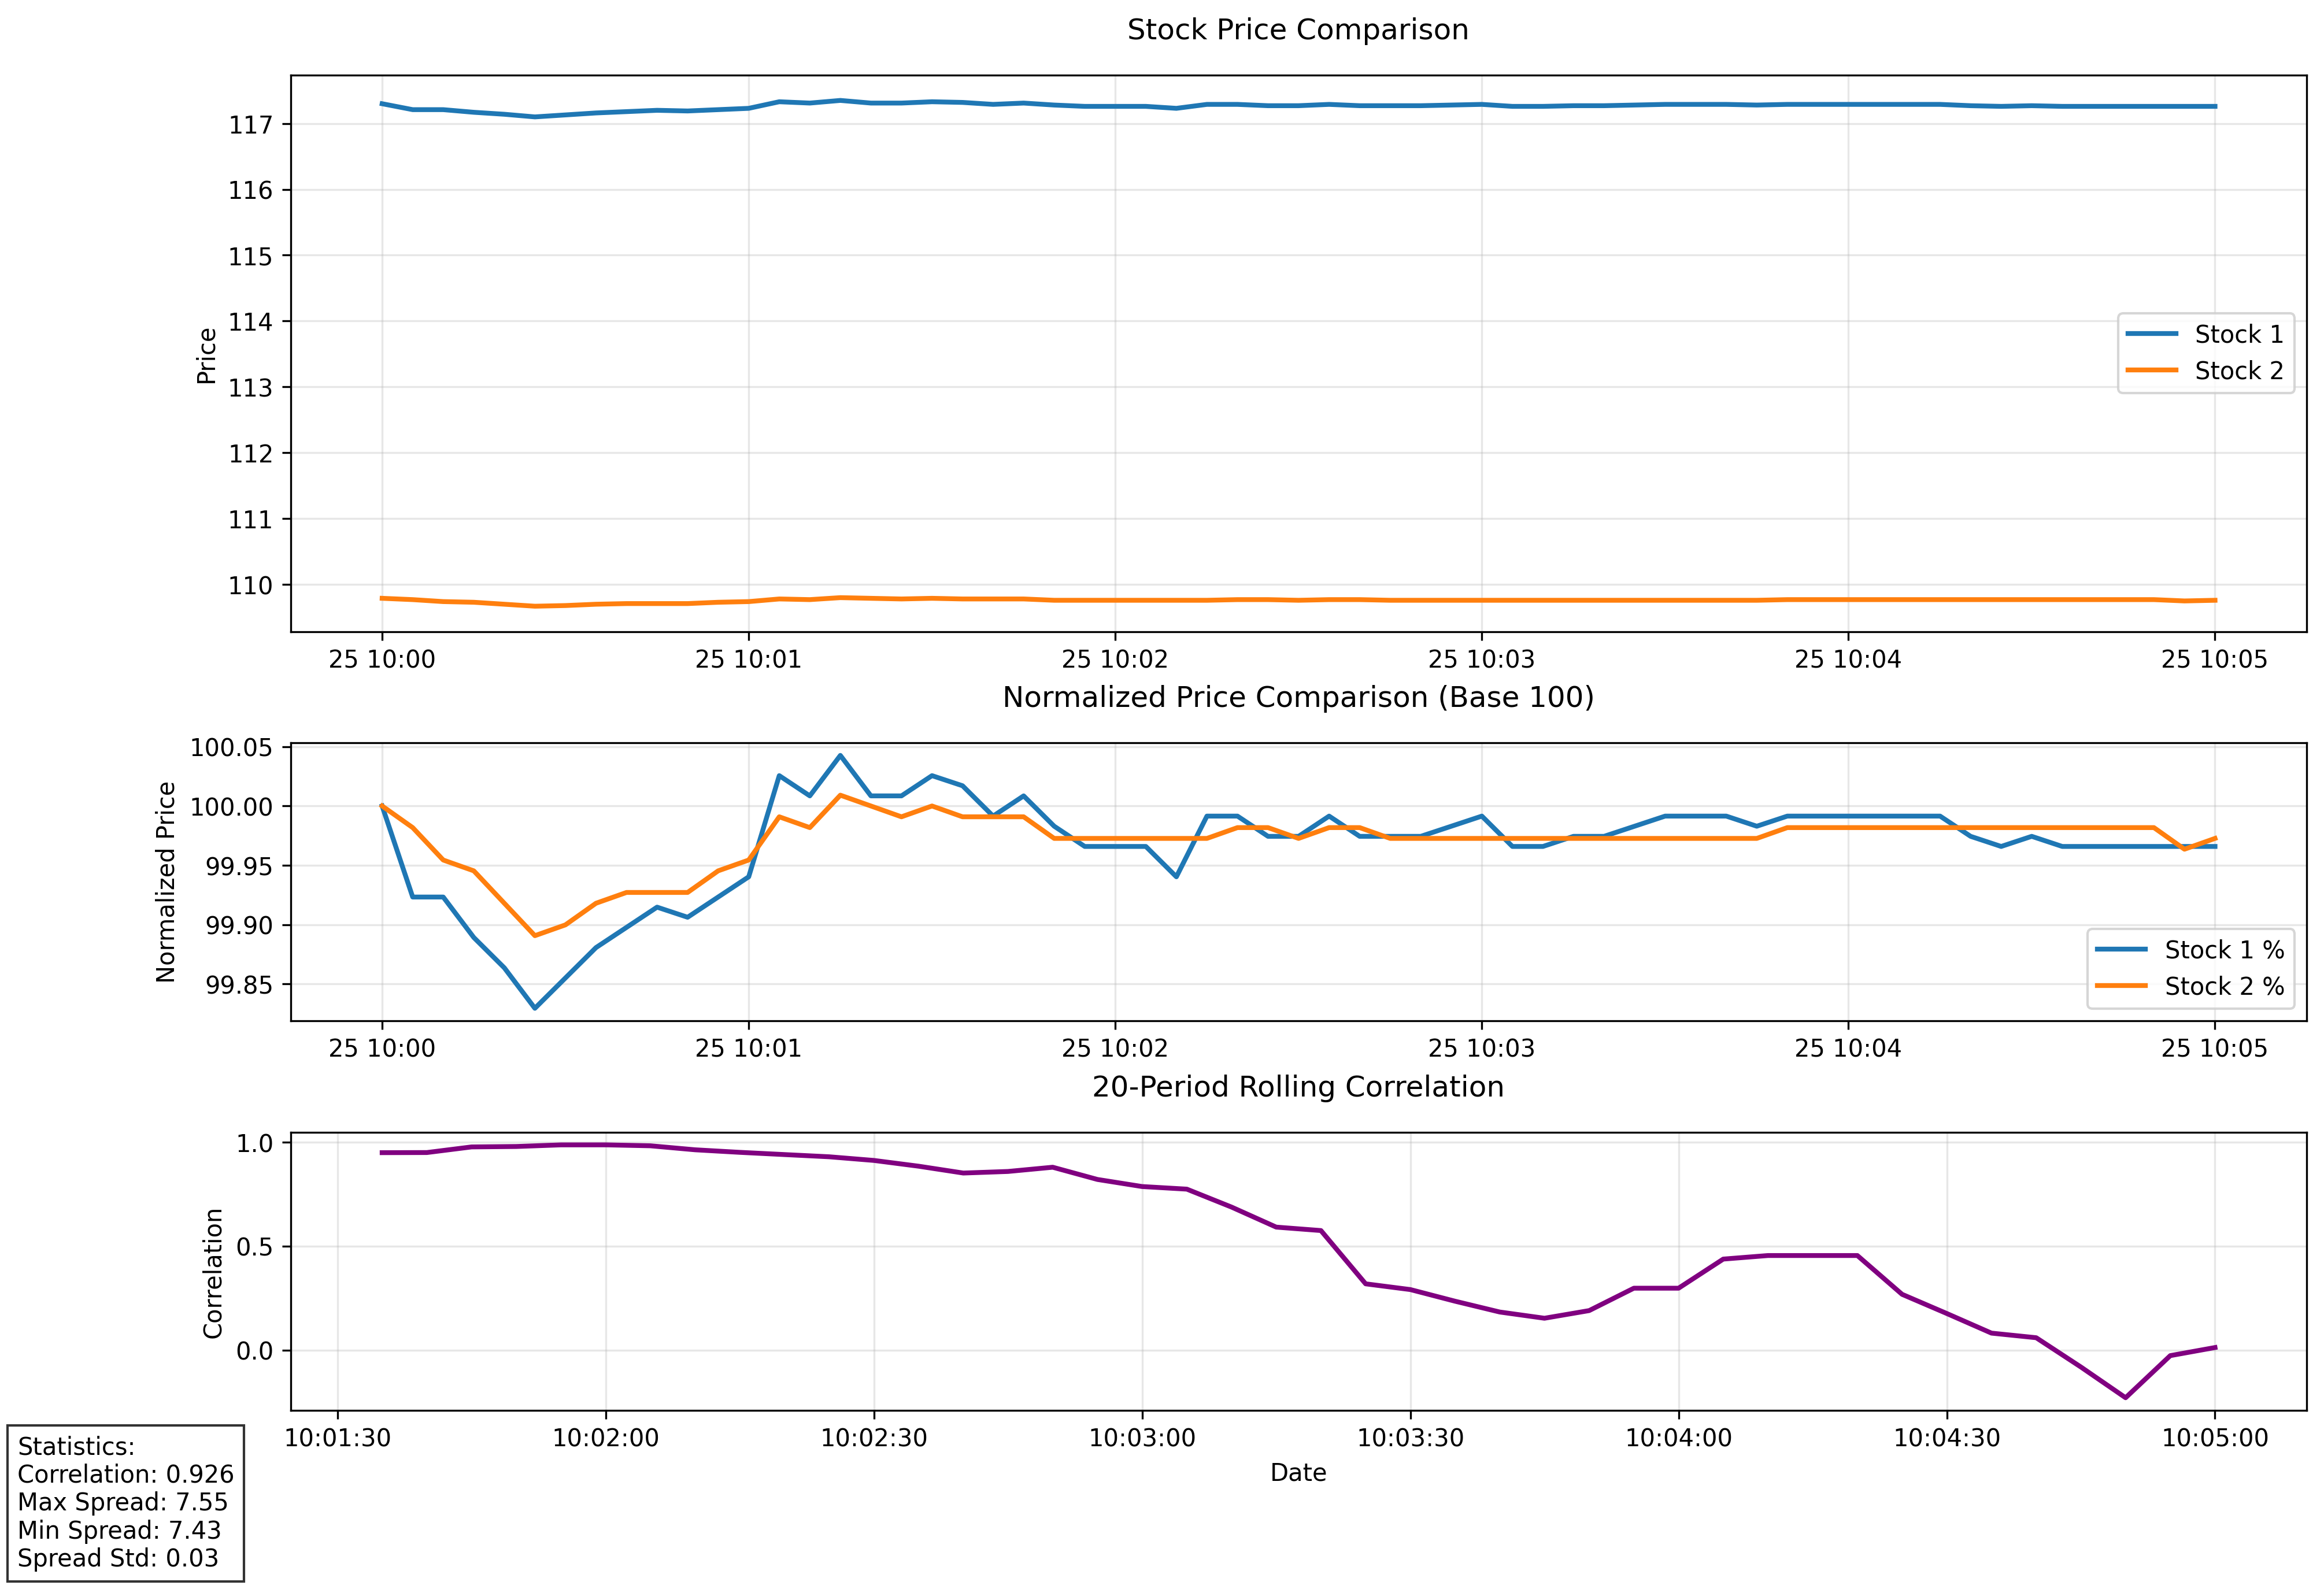 Stock Price Comparison
Price
117
116
115
114
113
112
111
110
Stock 1
Stock 2
25 10:00
25 10:01
25 10:02
25 10:03
25 10:04
25 10:05
Normalized Price Comparison (Base 100)
Normalized Price
100.05
100.00
99.95
99.90
99.85
Stock 1 %
Stock 2 %
25 10:00
25 10:01
25 10:02
25 10:03
25 10:04
25 10:05
20-Period Rolling Correlation
Correlation
1.0
0.5
0.0
10:01:30
10:02:00
10:02:30
10:03:00
10:03:30
10:04:00
10:04:30
10:05:00
Date
Statistics:
Correlation: 0.926
Max Spread: 7.55
Min Spread: 7.43
Spread Std: 0.03